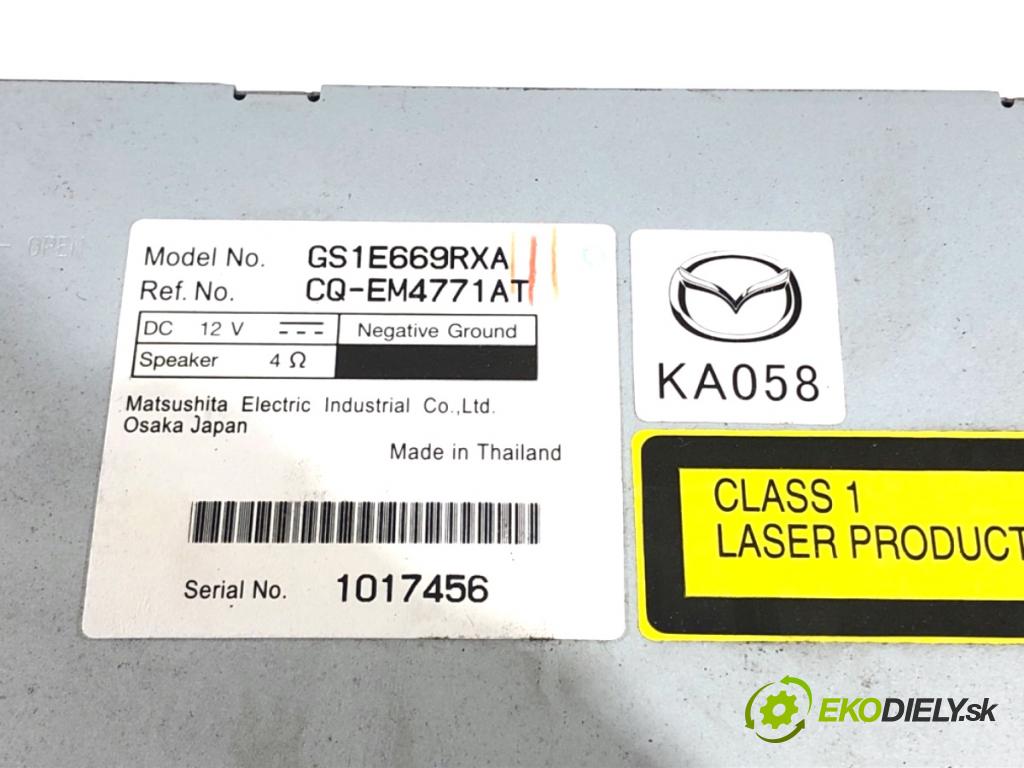 OPEN
Model No. GS1E669RXA
Ref. No. CQ-EM4771AT
DC 12 V Negative Ground
Speaker 4 Ω
Matsushita Electric Industrial Co.,Ltd.
Osaka Japan
Made in Thailand
Serial No. 1017456
KA058
CLASS 1
LASER PRODUCT
EKODIELY.sk